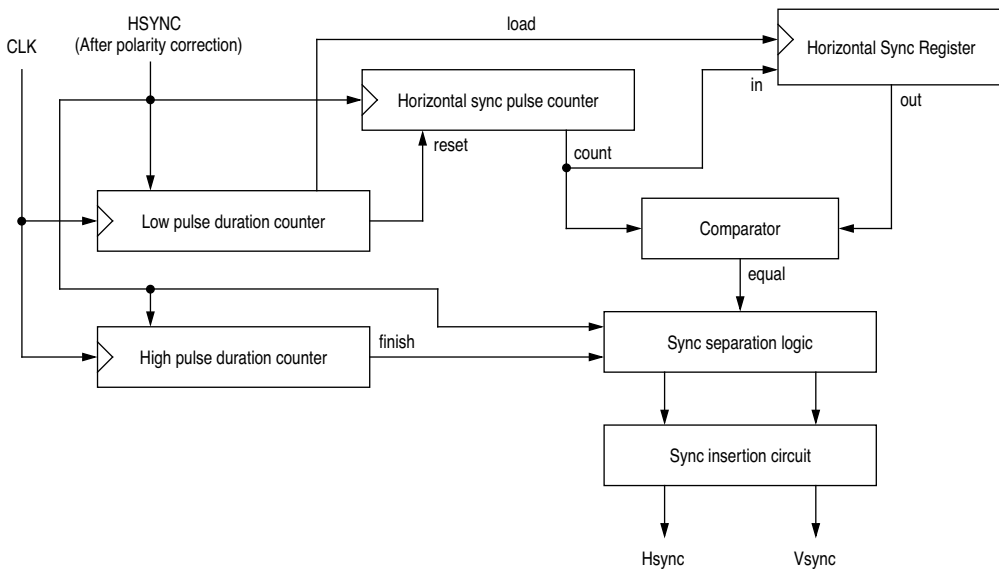 HSYNC
(After polarity correction)
CLK
load
Horizontal Sync Register
Horizontal sync pulse counter
in
out
reset
count
Low pulse duration counter
Comparator
equal
High pulse duration counter
finish
Sync separation logic
Sync insertion circuit
Hsync
Vsync